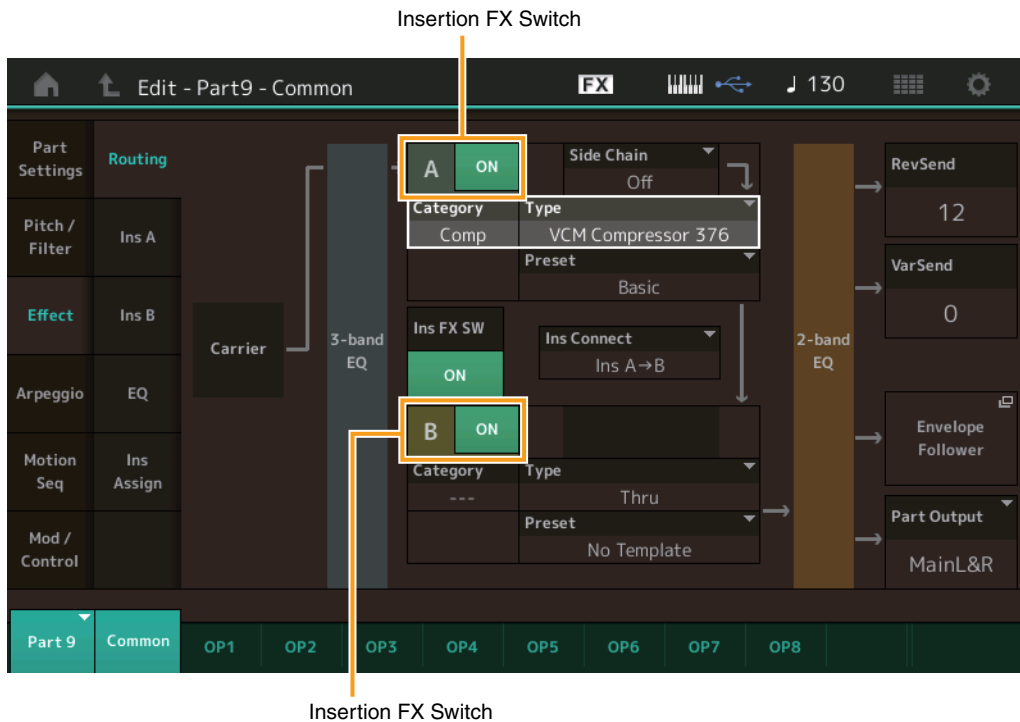 Insertion FX Switch
Edit - Part9 - Common
FX
♩ 130
Part
Settings
Pitch /
Filter
Effect
Arpeggio
Motion
Seq
Mod /
Control
Routing
Ins A
Ins B
EQ
Ins
Assign
Carrier
3-band
EQ
A ON
Side Chain
Off
Category
Comp
Type
VCM Compressor 376
Preset
Basic
Ins FX SW
ON
Ins Connect
Ins A→B
B ON
Category
---
Type
Thru
Preset
No Template
2-band
EQ
RevSend
12
VarSend
0
Envelope
Follower
Part Output
MainL&R
Part 9
Common
OP1
OP2
OP3
OP4
OP5
OP6
OP7
OP8
Insertion FX Switch